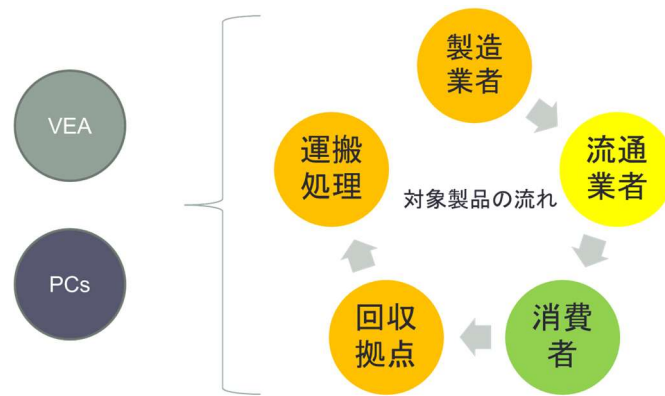 VEA
PCs
製造
業者
流通
業者
消費
者
回収
拠点
運搬
処理
対象製品の流れ